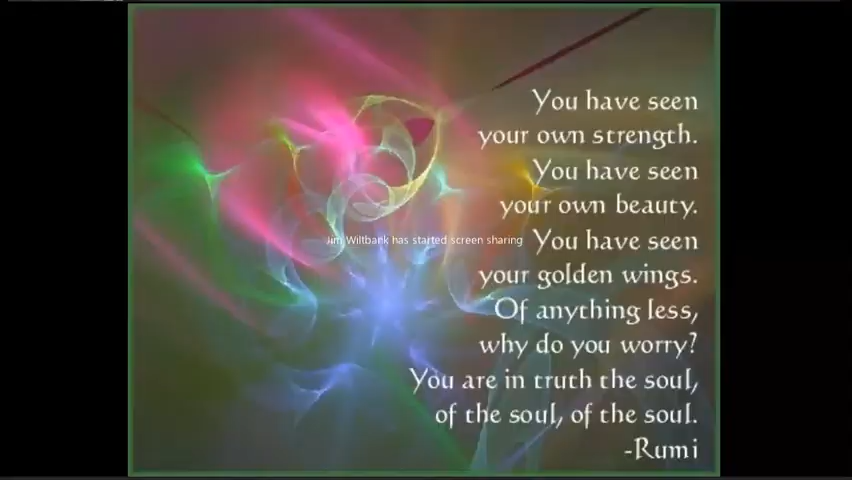 You have seen
your own strength.
You have seen
your own beauty.
Jim Wiltbank has started screen sharing
You have seen
your golden wings.
Of anything less,
why do you worry?
You are in truth the soul,
of the soul, of the soul.
-Rumi